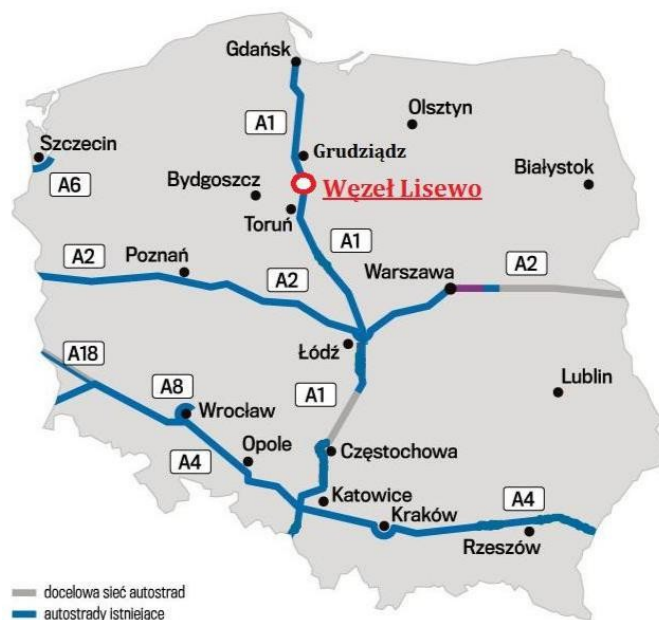 Gdańsk
A1
Olsztyn
Szczecin
Grudziądz
Białystok
A6
Bydgoszcz
Węzeł Lisewo
Toruń
A1
A2
Poznań
A2
Warszawa
A2
Łódź
A18
A8
A1
Lublin
Wrocław
Opole
Częstochowa
A4
Katowice
A4
Kraków
Rzeszów
docelowa sieć autostrad
autostrady istniejące